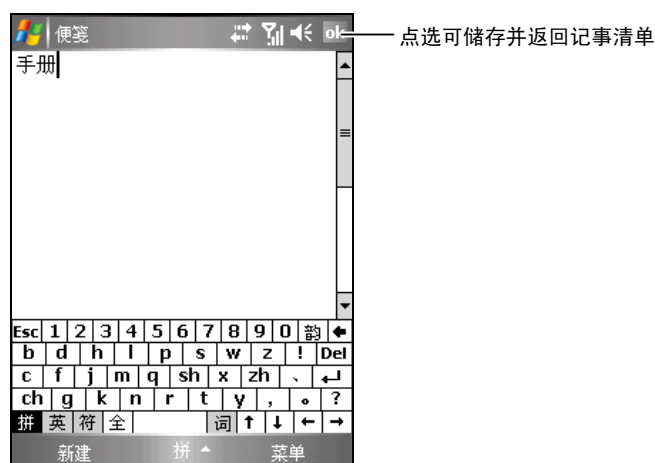 便笺 ok 点选可储存并返回记事清单
手册
Esc 1 2 3 4 5 6 7 8 9 0 韵
b d h l p s w z ! Del
c f j m q sh x zh 、
ch g k n r t y , 。 ?
拼 英 符 全 词 ↑ ↓ ← →
新建 拼 菜单